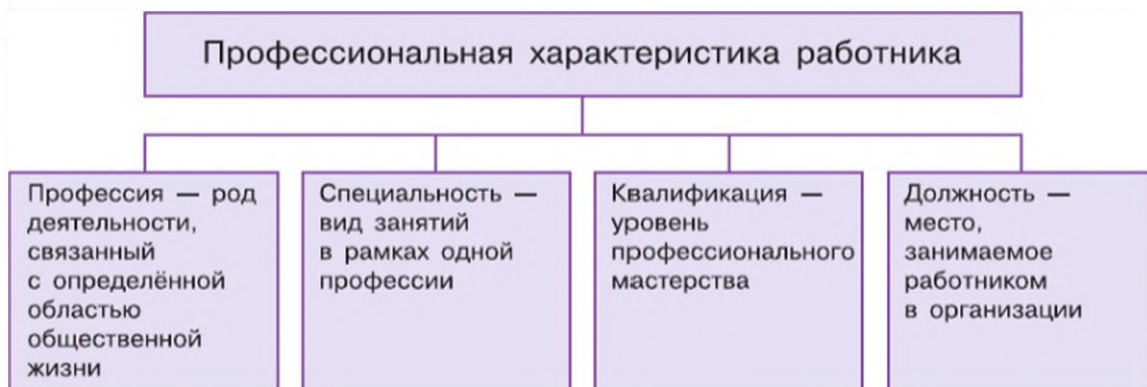 Профессиональная характеристика работника
Профессия — род
деятельности,
связанный
с определённой
областью
общественной
жизни
Специальность —
вид занятий
в рамках одной
профессии
Квалификация —
уровень
профессионального
мастерства
Должность —
место,
занимаемое
работником
в организации